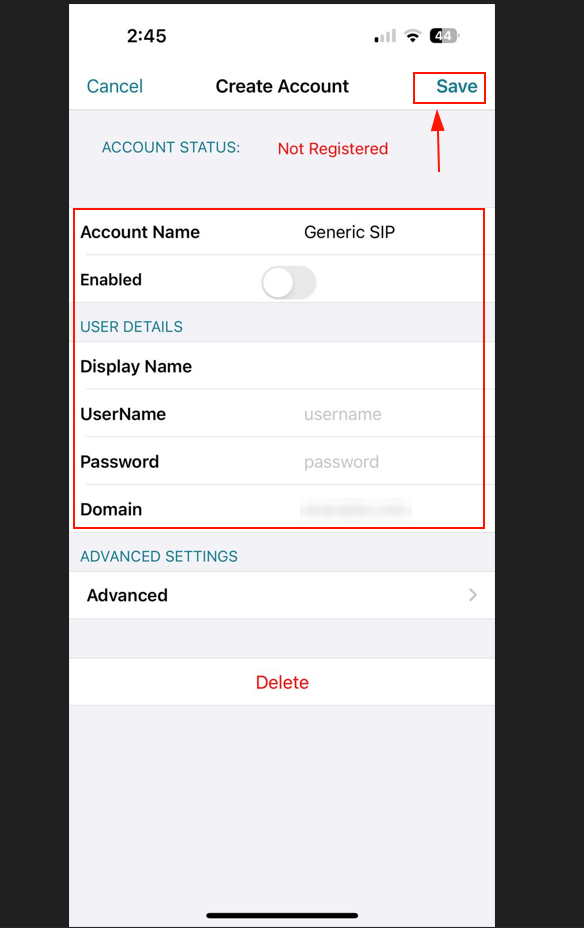 2:45
44
Cancel Create Account Save
ACCOUNT STATUS: Not Registered
Account Name Generic SIP
Enabled
USER DETAILS
Display Name
UserName username
Password password
Domain
ADVANCED SETTINGS
Advanced
Delete